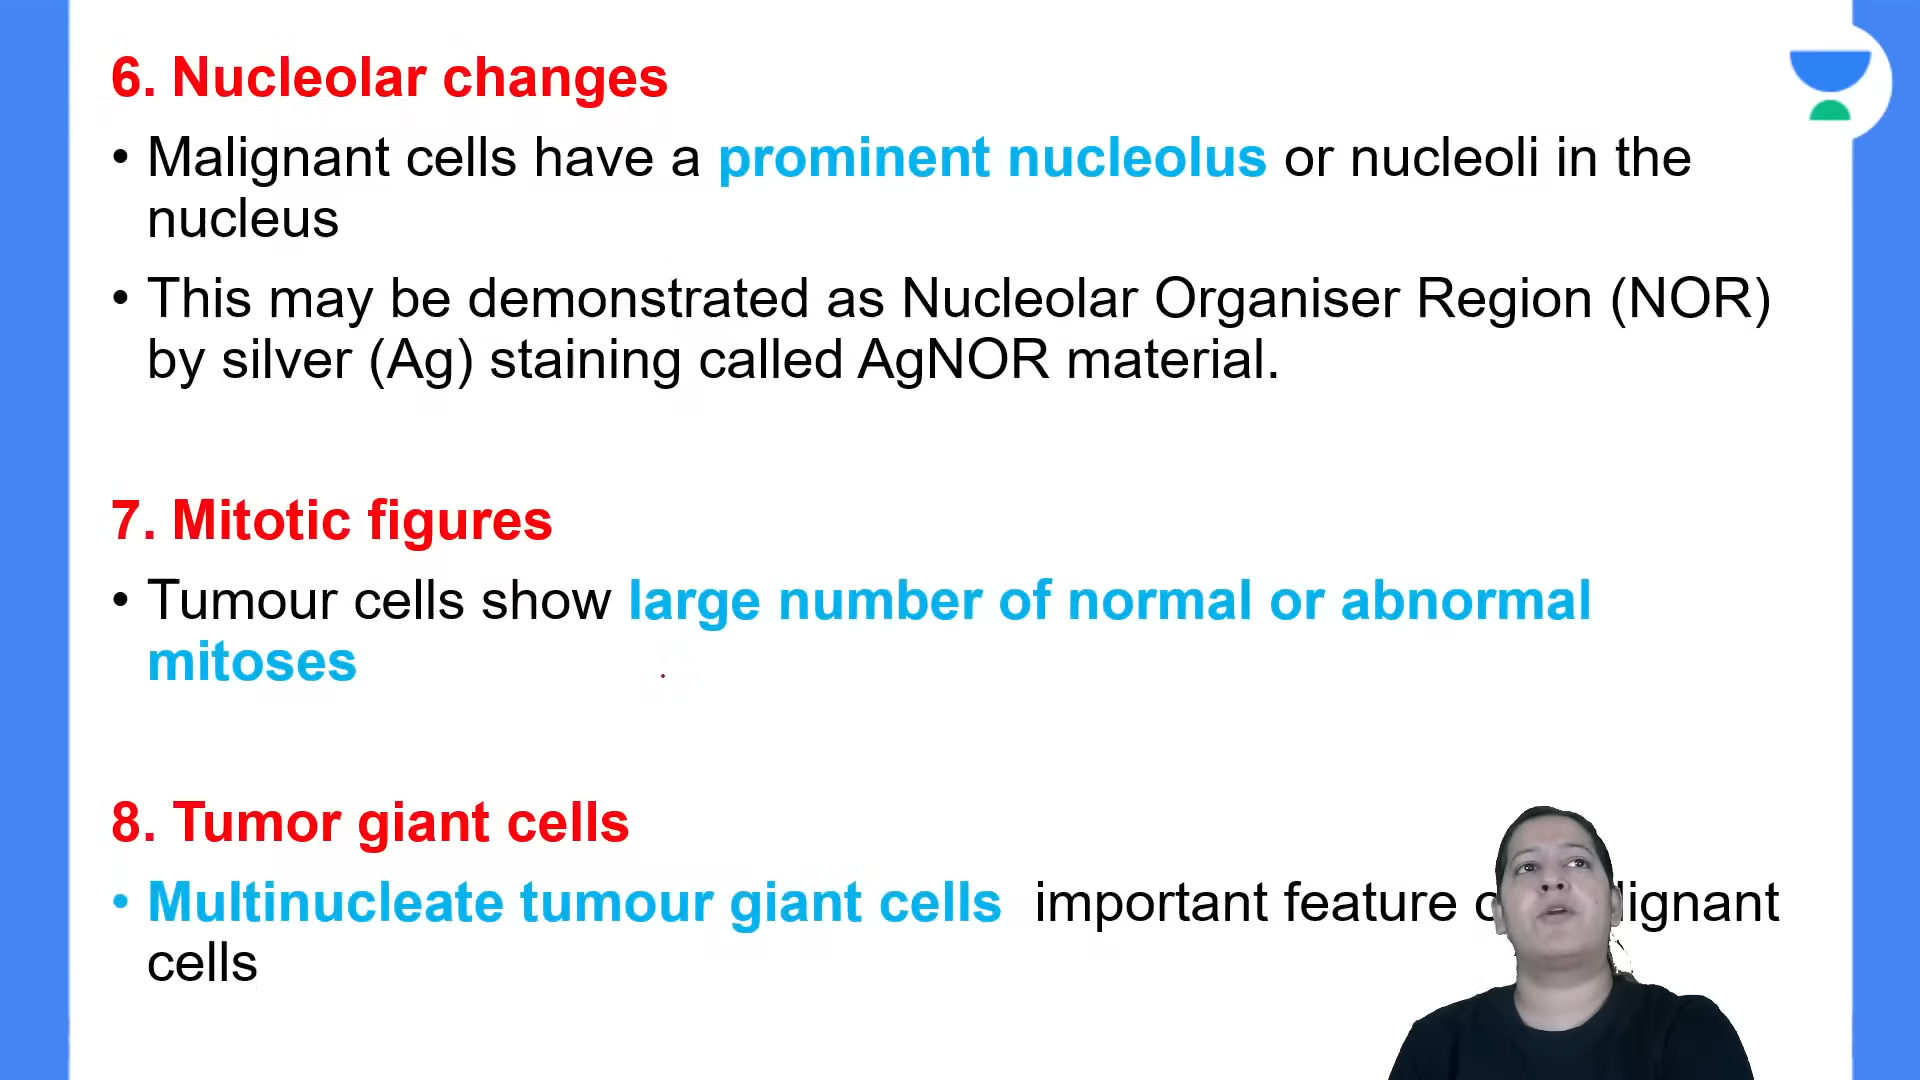 6. Nucleolar changes
• Malignant cells have a prominent nucleolus or nucleoli in the
nucleus
• This may be demonstrated as Nucleolar Organiser Region (NOR)
by silver (Ag) staining called AgNOR material.
7. Mitotic figures
• Tumour cells show large number of normal or abnormal
mitoses
8. Tumor giant cells
• Multinucleate tumour giant cells important feature
cells